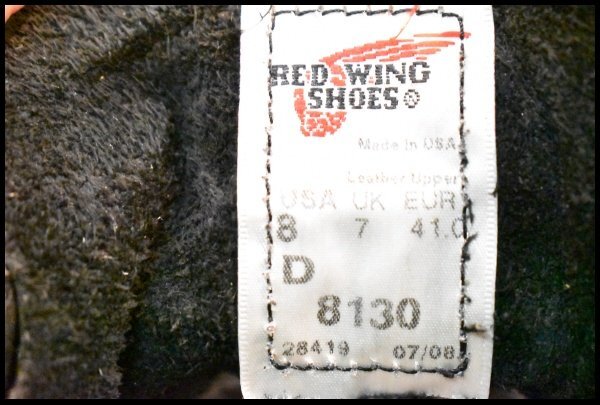 RED WING
SHOES®
Made in USA
Leather Upper
USA UK EUR
8 7 41.0
D
8130
28419 07/08